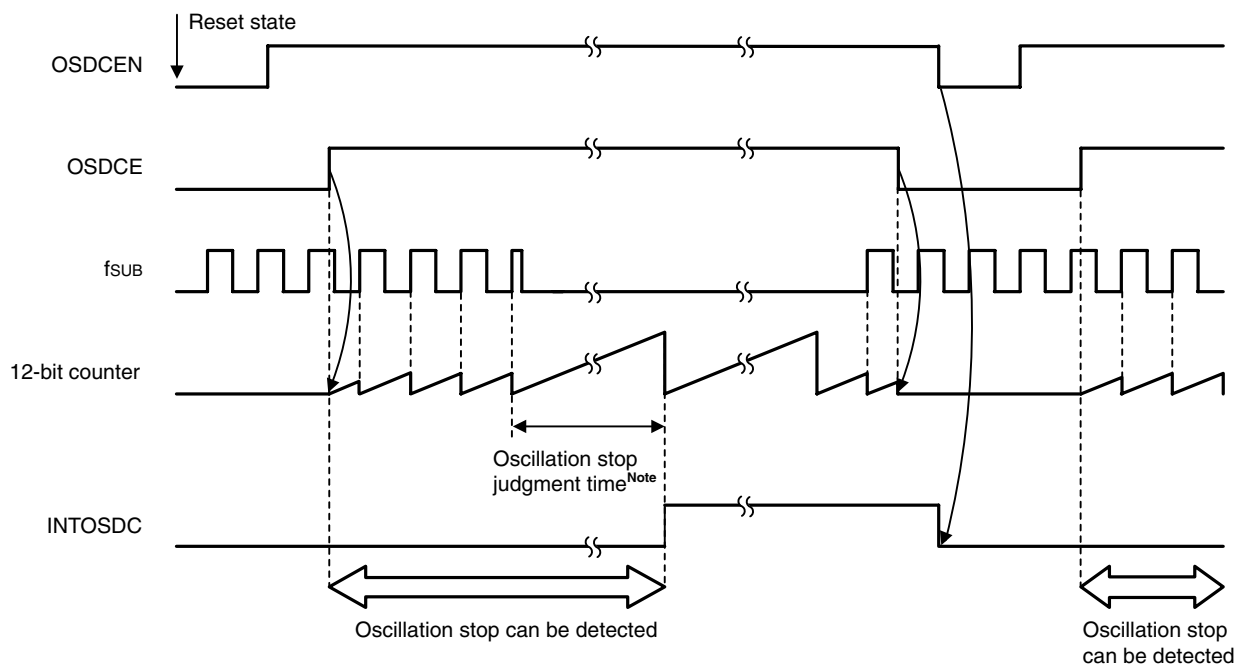 Reset state
OSDCEN
OSDCE
fSUB
12-bit counter
Oscillation stop
judgment timeNote
INTOSDC
Oscillation stop can be detected
Oscillation stop
can be detected